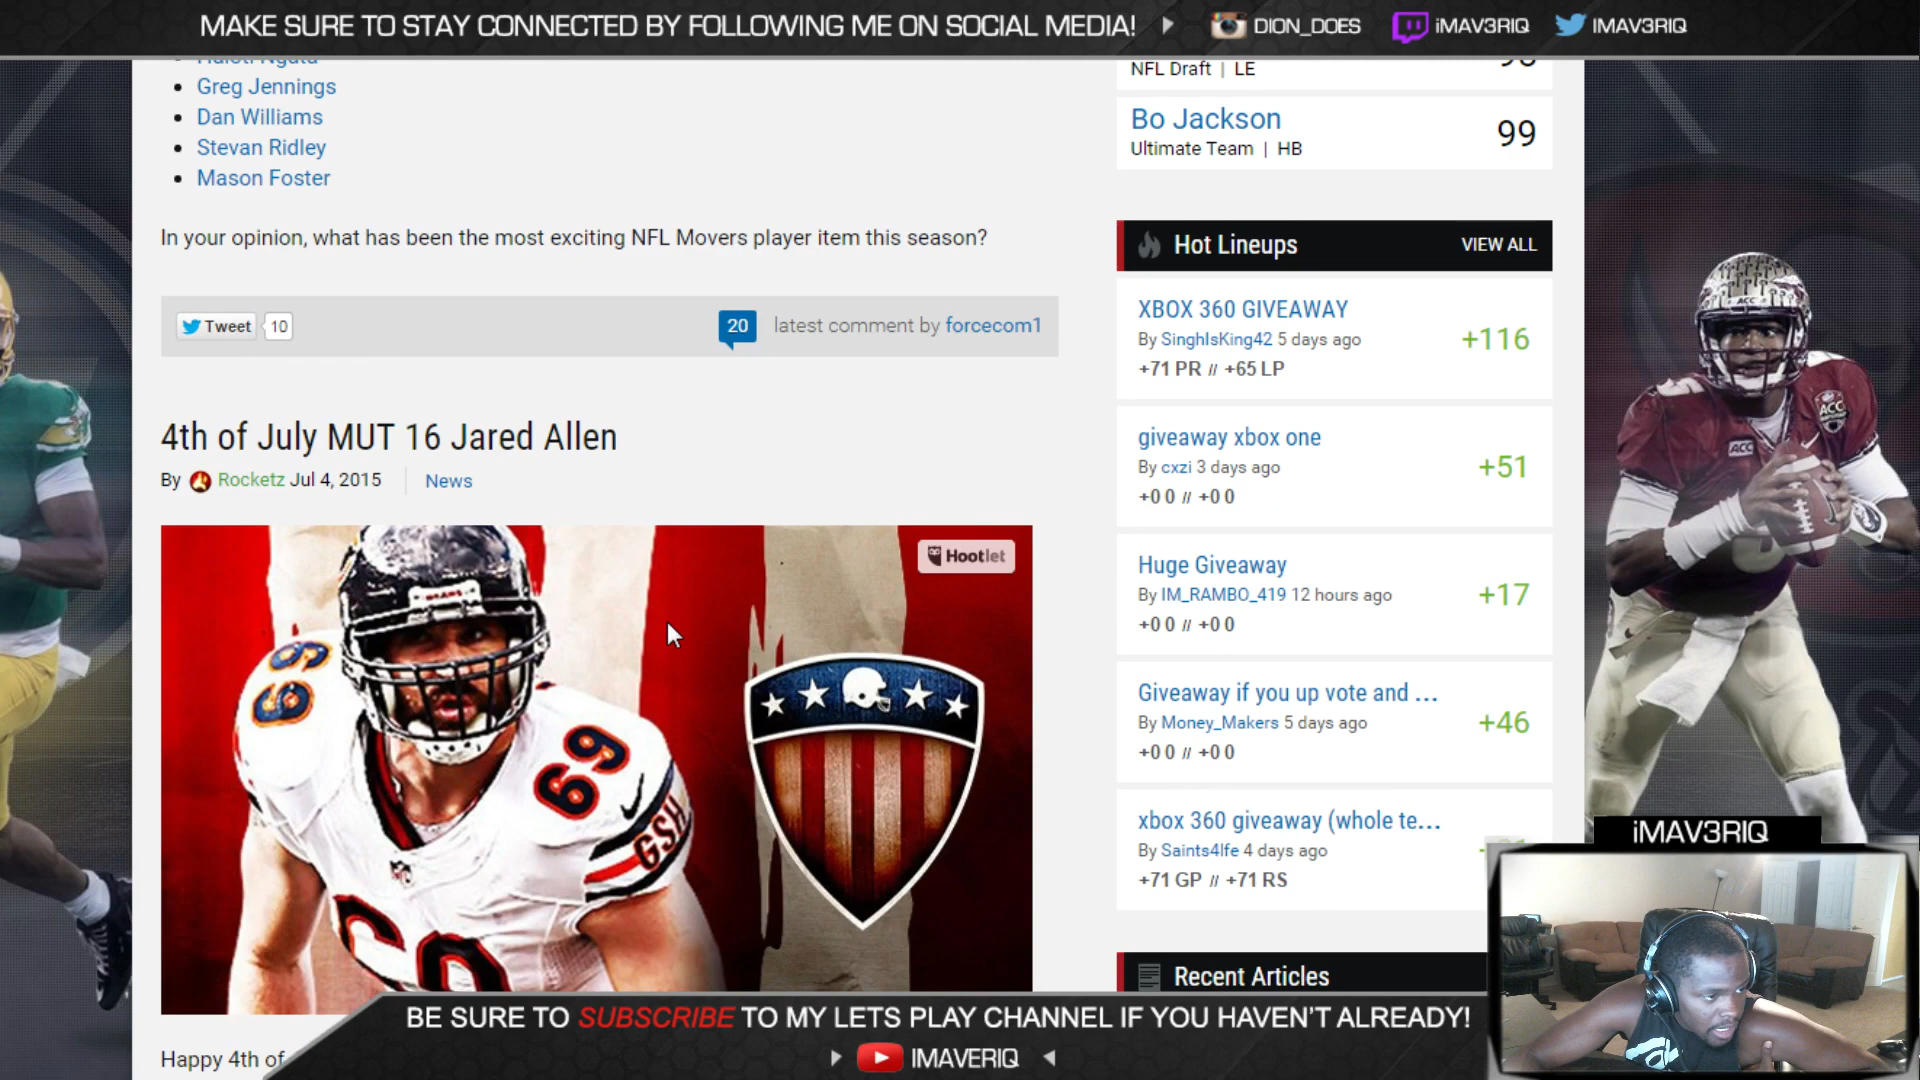 MAKE SURE TO STAY CONNECTED BY FOLLOWING ME ON SOCIAL MEDIA! DION_DOES iMAV3RIQ IMAV3RIQ
Greg Jennings
Dan Williams
Stevan Ridley
Mason Foster
In your opinion, what has been the most exciting NFL Movers player item this season?
Tweet 10
20 latest comment by forcecom1
4th of July MUT 16 Jared Allen
By Rocketz Jul 4, 2015 News
Hootlet
BEARS
69
69
GSH
69
Happy 4th of
NFL Draft | LE
Bo Jackson
Ultimate Team | HB
99
Hot Lineups VIEW ALL
XBOX 360 GIVEAWAY
By SinghIsKing42 5 days ago
+71 PR // +65 LP
+116
giveaway xbox one
By cxzi 3 days ago
+0 0 // +0 0
+51
Huge Giveaway
By IM_RAMBO_419 12 hours ago
+0 0 // +0 0
+17
Giveaway if you up vote and ...
By Money_Makers 5 days ago
+0 0 // +0 0
+46
xbox 360 giveaway (whole te...
By Saints4lfe 4 days ago
+71 GP // +71 RS
Recent Articles
ACC
ACC
iMAV3RIQ
BE SURE TO SUBSCRIBE TO MY LETS PLAY CHANNEL IF YOU HAVEN'T ALREADY!
IMAVERIQ